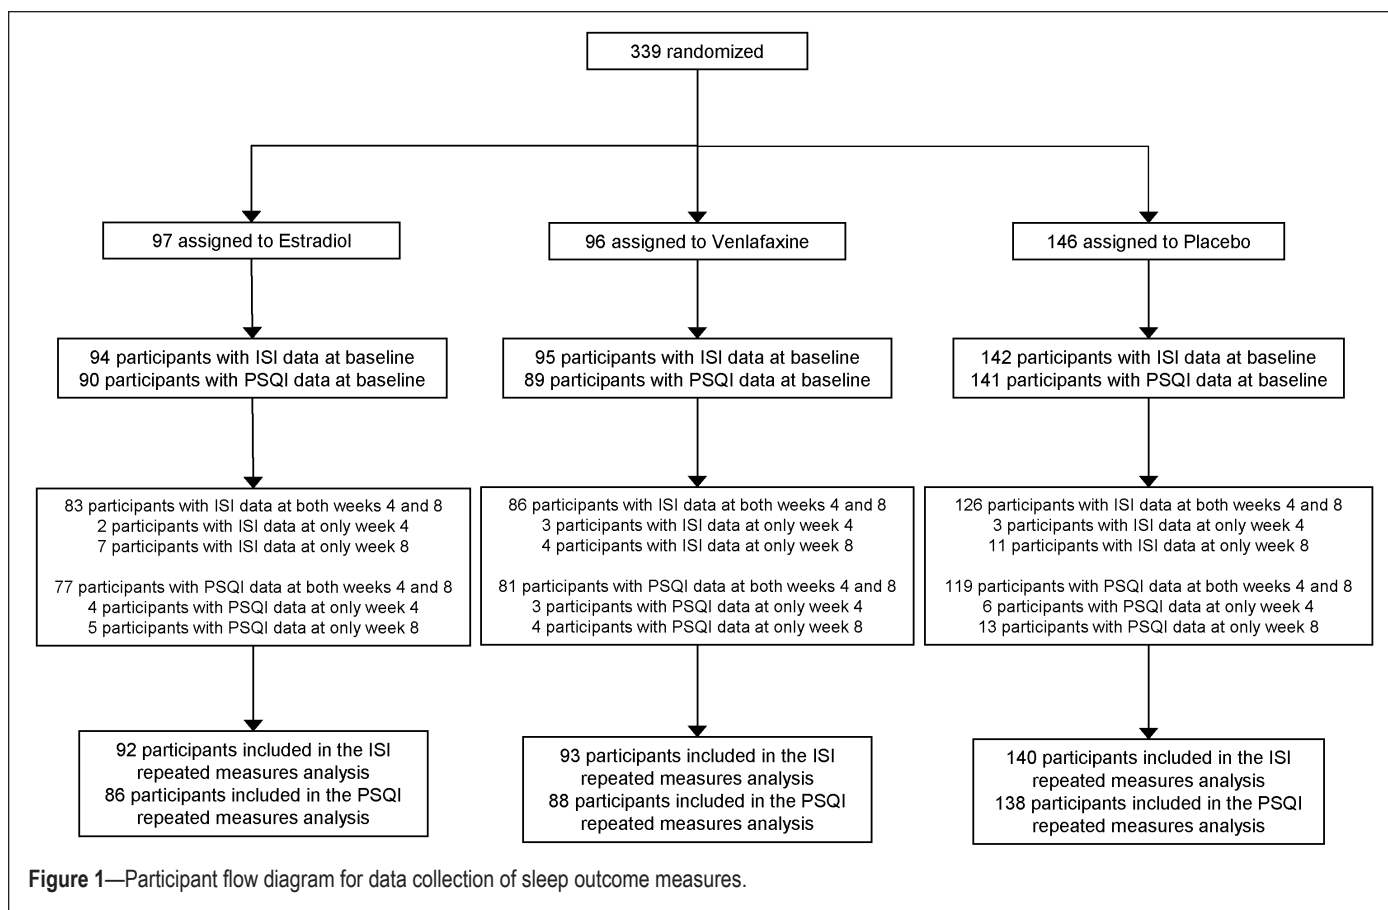 339 randomized
97 assigned to Estradiol
96 assigned to Venlafaxine
146 assigned to Placebo
94 participants with ISI data at baseline
90 participants with PSQI data at baseline
95 participants with ISI data at baseline
89 participants with PSQI data at baseline
142 participants with ISI data at baseline
141 participants with PSQI data at baseline
83 participants with ISI data at both weeks 4 and 8
2 participants with ISI data at only week 4
7 participants with ISI data at only week 8
77 participants with PSQI data at both weeks 4 and 8
4 participants with PSQI data at only week 4
5 participants with PSQI data at only week 8
86 participants with ISI data at both weeks 4 and 8
3 participants with ISI data at only week 4
4 participants with ISI data at only week 8
81 participants with PSQI data at both weeks 4 and 8
3 participants with PSQI data at only week 4
4 participants with PSQI data at only week 8
126 participants with ISI data at both weeks 4 and 8
3 participants with ISI data at only week 4
11 participants with ISI data at only week 8
119 participants with PSQI data at both weeks 4 and 8
6 participants with PSQI data at only week 4
13 participants with PSQI data at only week 8
92 participants included in the ISI
repeated measures analysis
86 participants included in the PSQI
repeated measures analysis
93 participants included in the ISI
repeated measures analysis
88 participants included in the PSQI
repeated measures analysis
140 participants included in the ISI
repeated measures analysis
138 participants included in the PSQI
repeated measures analysis
Figure 1—Participant flow diagram for data collection of sleep outcome measures.